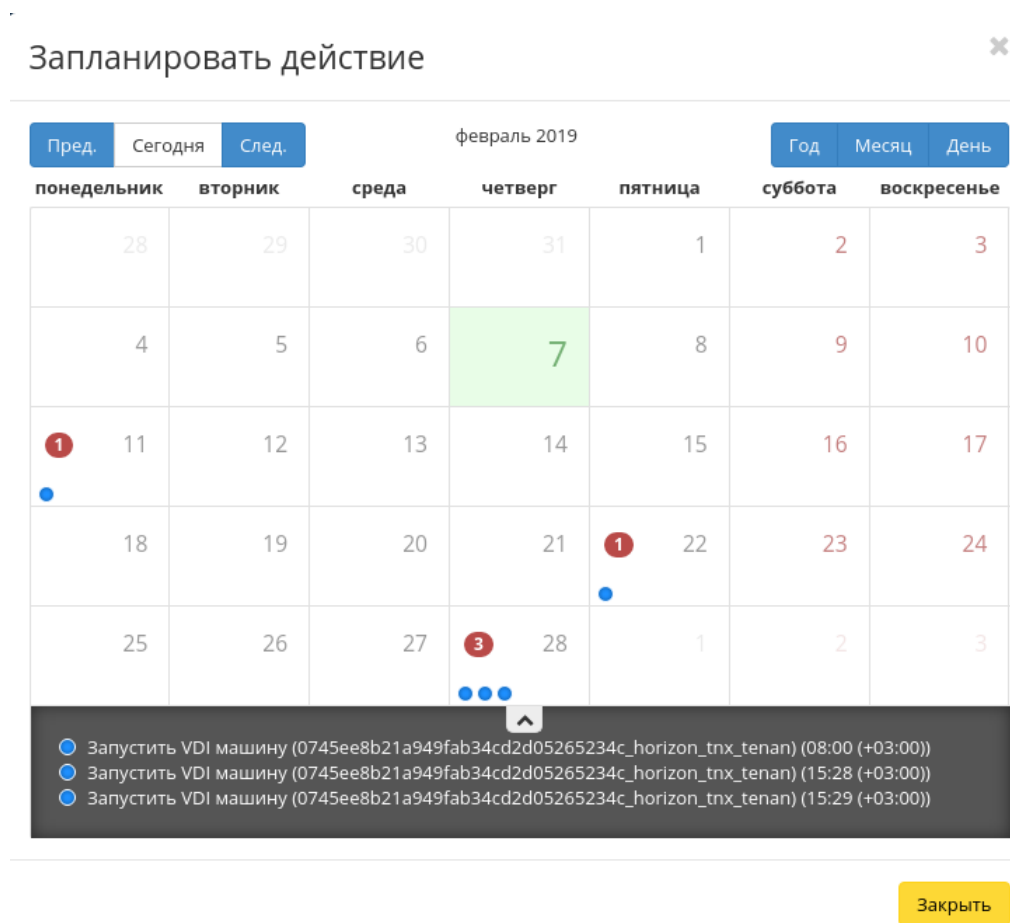 Запланировать действие ×
Пред. Сегодня След. февраль 2019 Год Месяц День
понедельник вторник среда четверг пятница суббота воскресенье
28 29 30 31 1 2 3
4 5 6 7 8 9 10
1 11 12 13 14 15 16 17
18 19 20 21 1 22 23 24
25 26 27 3 28 1 2 3
Запустить VDI машину (0745ee8b21a949fab34cd2d05265234c_horizon_tnx_tenan) (08:00 (+03:00))
Запустить VDI машину (0745ee8b21a949fab34cd2d05265234c_horizon_tnx_tenan) (15:28 (+03:00))
Запустить VDI машину (0745ee8b21a949fab34cd2d05265234c_horizon_tnx_tenan) (15:29 (+03:00))
Закрыть